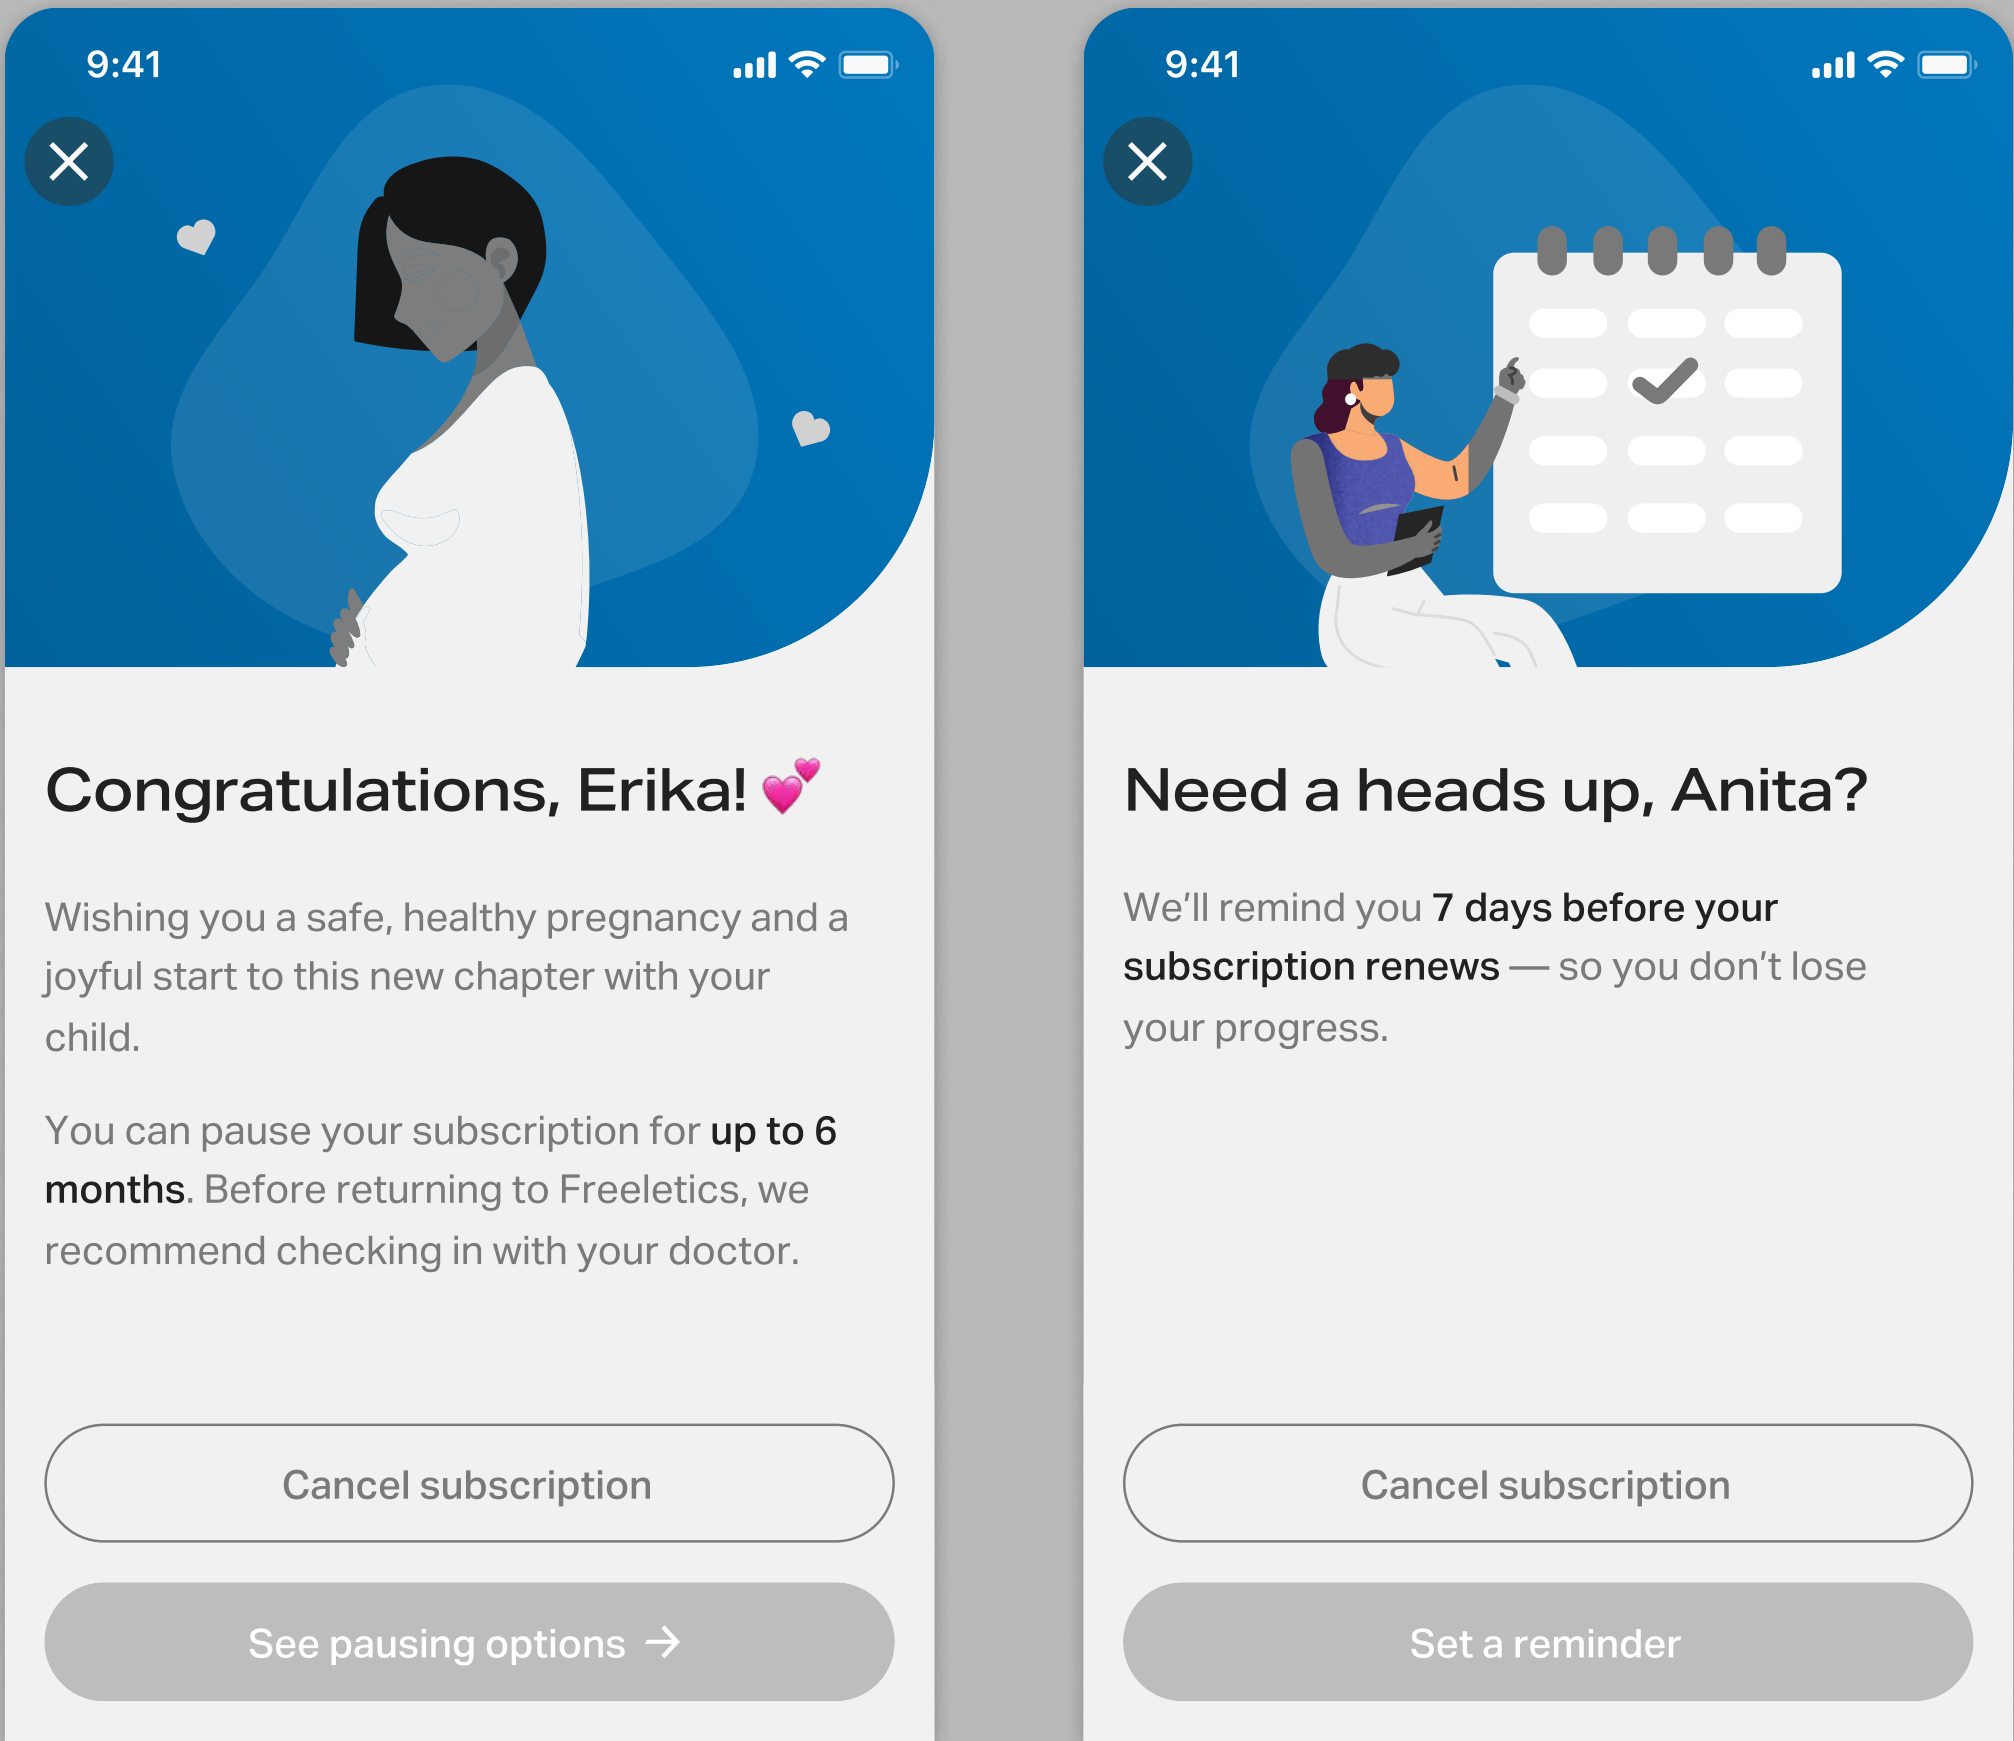 9:41
Congratulations, Erika! 💕
Wishing you a safe, healthy pregnancy and a
joyful start to this new chapter with your
child.
You can pause your subscription for up to 6
months. Before returning to Freeletics, we
recommend checking in with your doctor.
Cancel subscription
See pausing options →
9:41
Need a heads up, Anita?
We’ll remind you 7 days before your
subscription renews — so you don’t lose
your progress.
Cancel subscription
Set a reminder